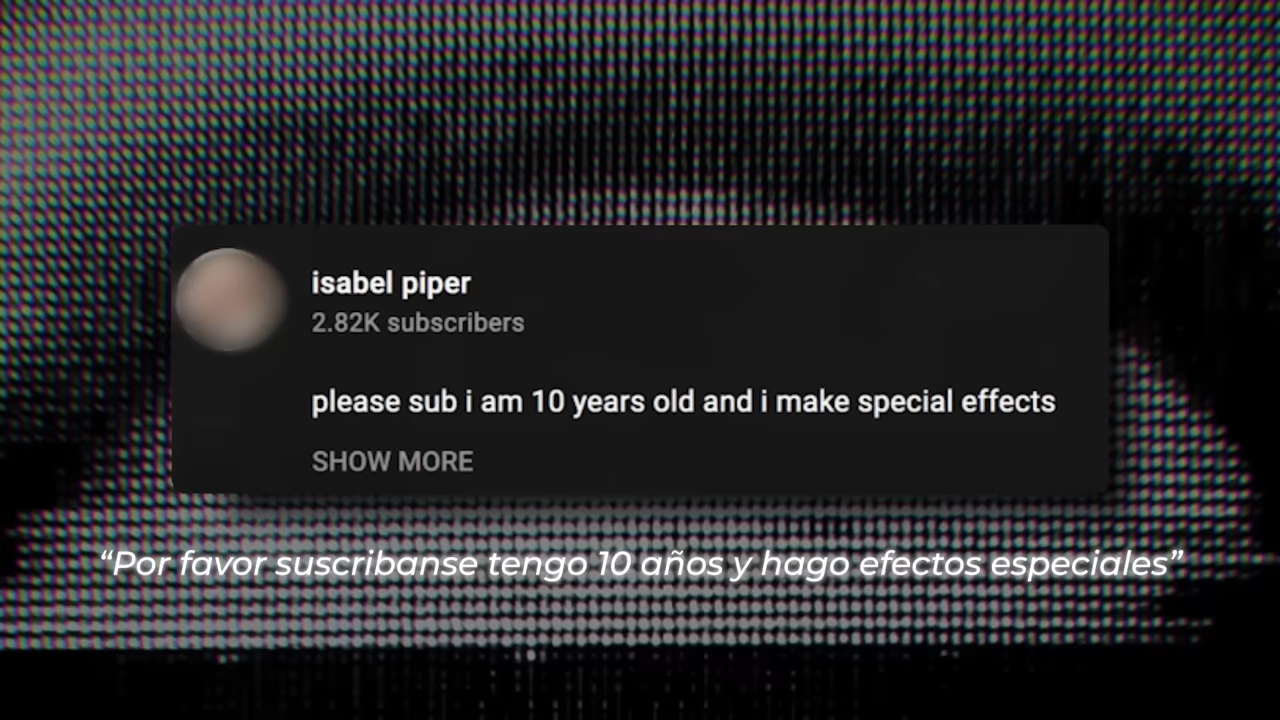 isabel piper
2.82K subscribers
please sub i am 10 years old and i make special effects
SHOW MORE
“Por favor suscribanse tengo 10 años y hago efectos especiales”